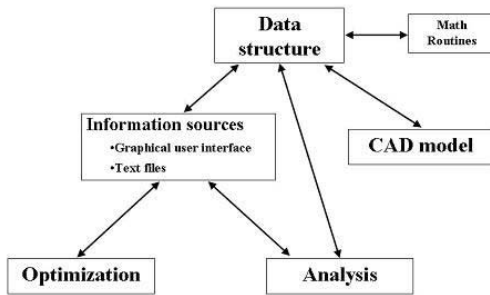 Data
structure
Math
Routines
Information sources
•Graphical user interface
•Text files
CAD model
Optimization
Analysis